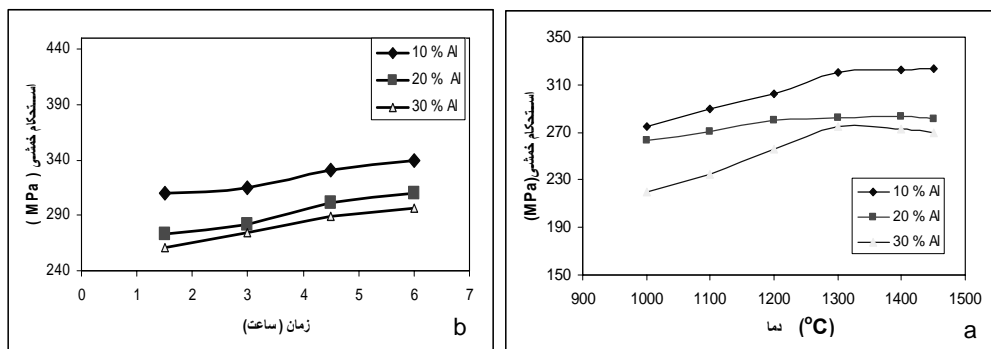 440
390
340
290
240
استحکام خمشی ( MPa )
10 % Al
20 % Al
30 % Al
0 1 2 3 4 5 6 7
زمان (ساعت)
b
350
310
270
230
190
150
استحکام خمشی (MPa)
10 % Al
20 % Al
30 % Al
900 1000 1100 1200 1300 1400 1500
دما (°C)
a